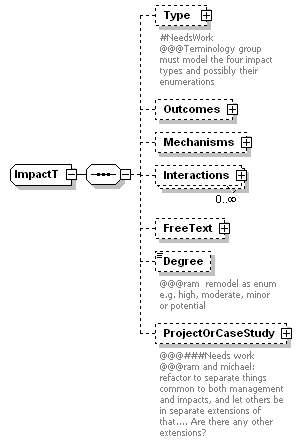 Type
#NeedsWork
@@@Terminology group
must model the four impact
types and possibly their
enumerations
Outcomes
Mechanisms
ImpactT
Interactions
0..∞
FreeText
Degree
@@@ram  remodel as enum
e.g. high, moderate, minor
or potential
ProjectOrCaseStudy
@@@###Needs work
@@@ram and michael:
refactor to separate things
common to both management
and impacts, and let others be
in separate extensions of
that.... Are there any other
extensions?